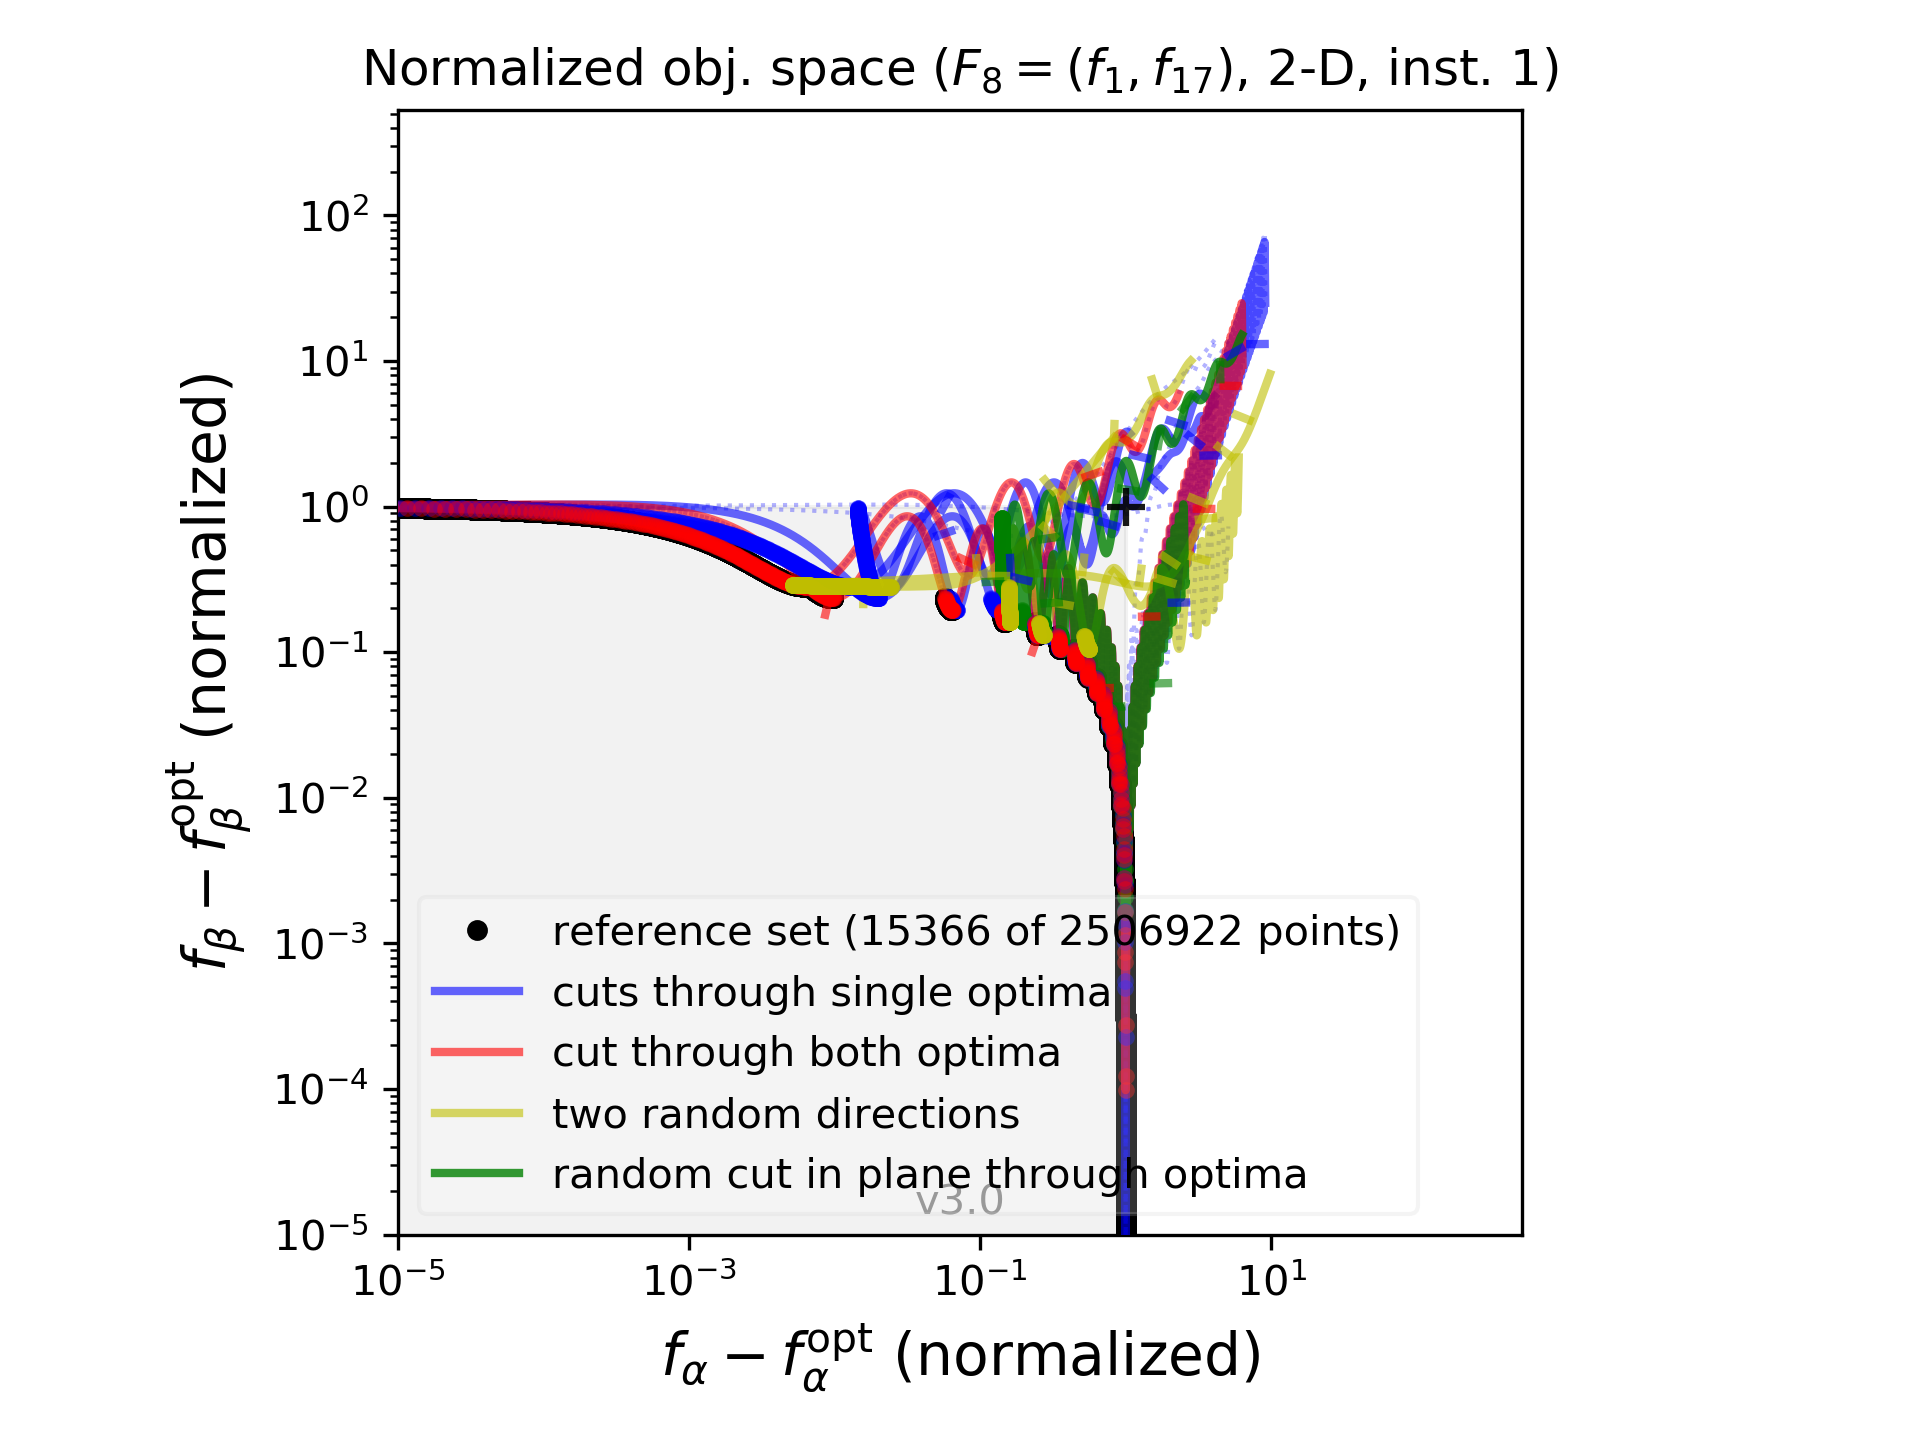 Normalized obj. space (F₈ = (f₁, f₁₇), 2-D, inst. 1)
f_β − f_β^opt (normalized)
10²
10¹
10⁰
10⁻¹
10⁻²
10⁻³
10⁻⁴
10⁻⁵
reference set (15366 of 2506922 points)
cuts through single optima
cut through both optima
two random directions
random cut in plane through optima
v3.0
10⁻⁵ 10⁻³ 10⁻¹ 10¹
f_α − f_α^opt (normalized)